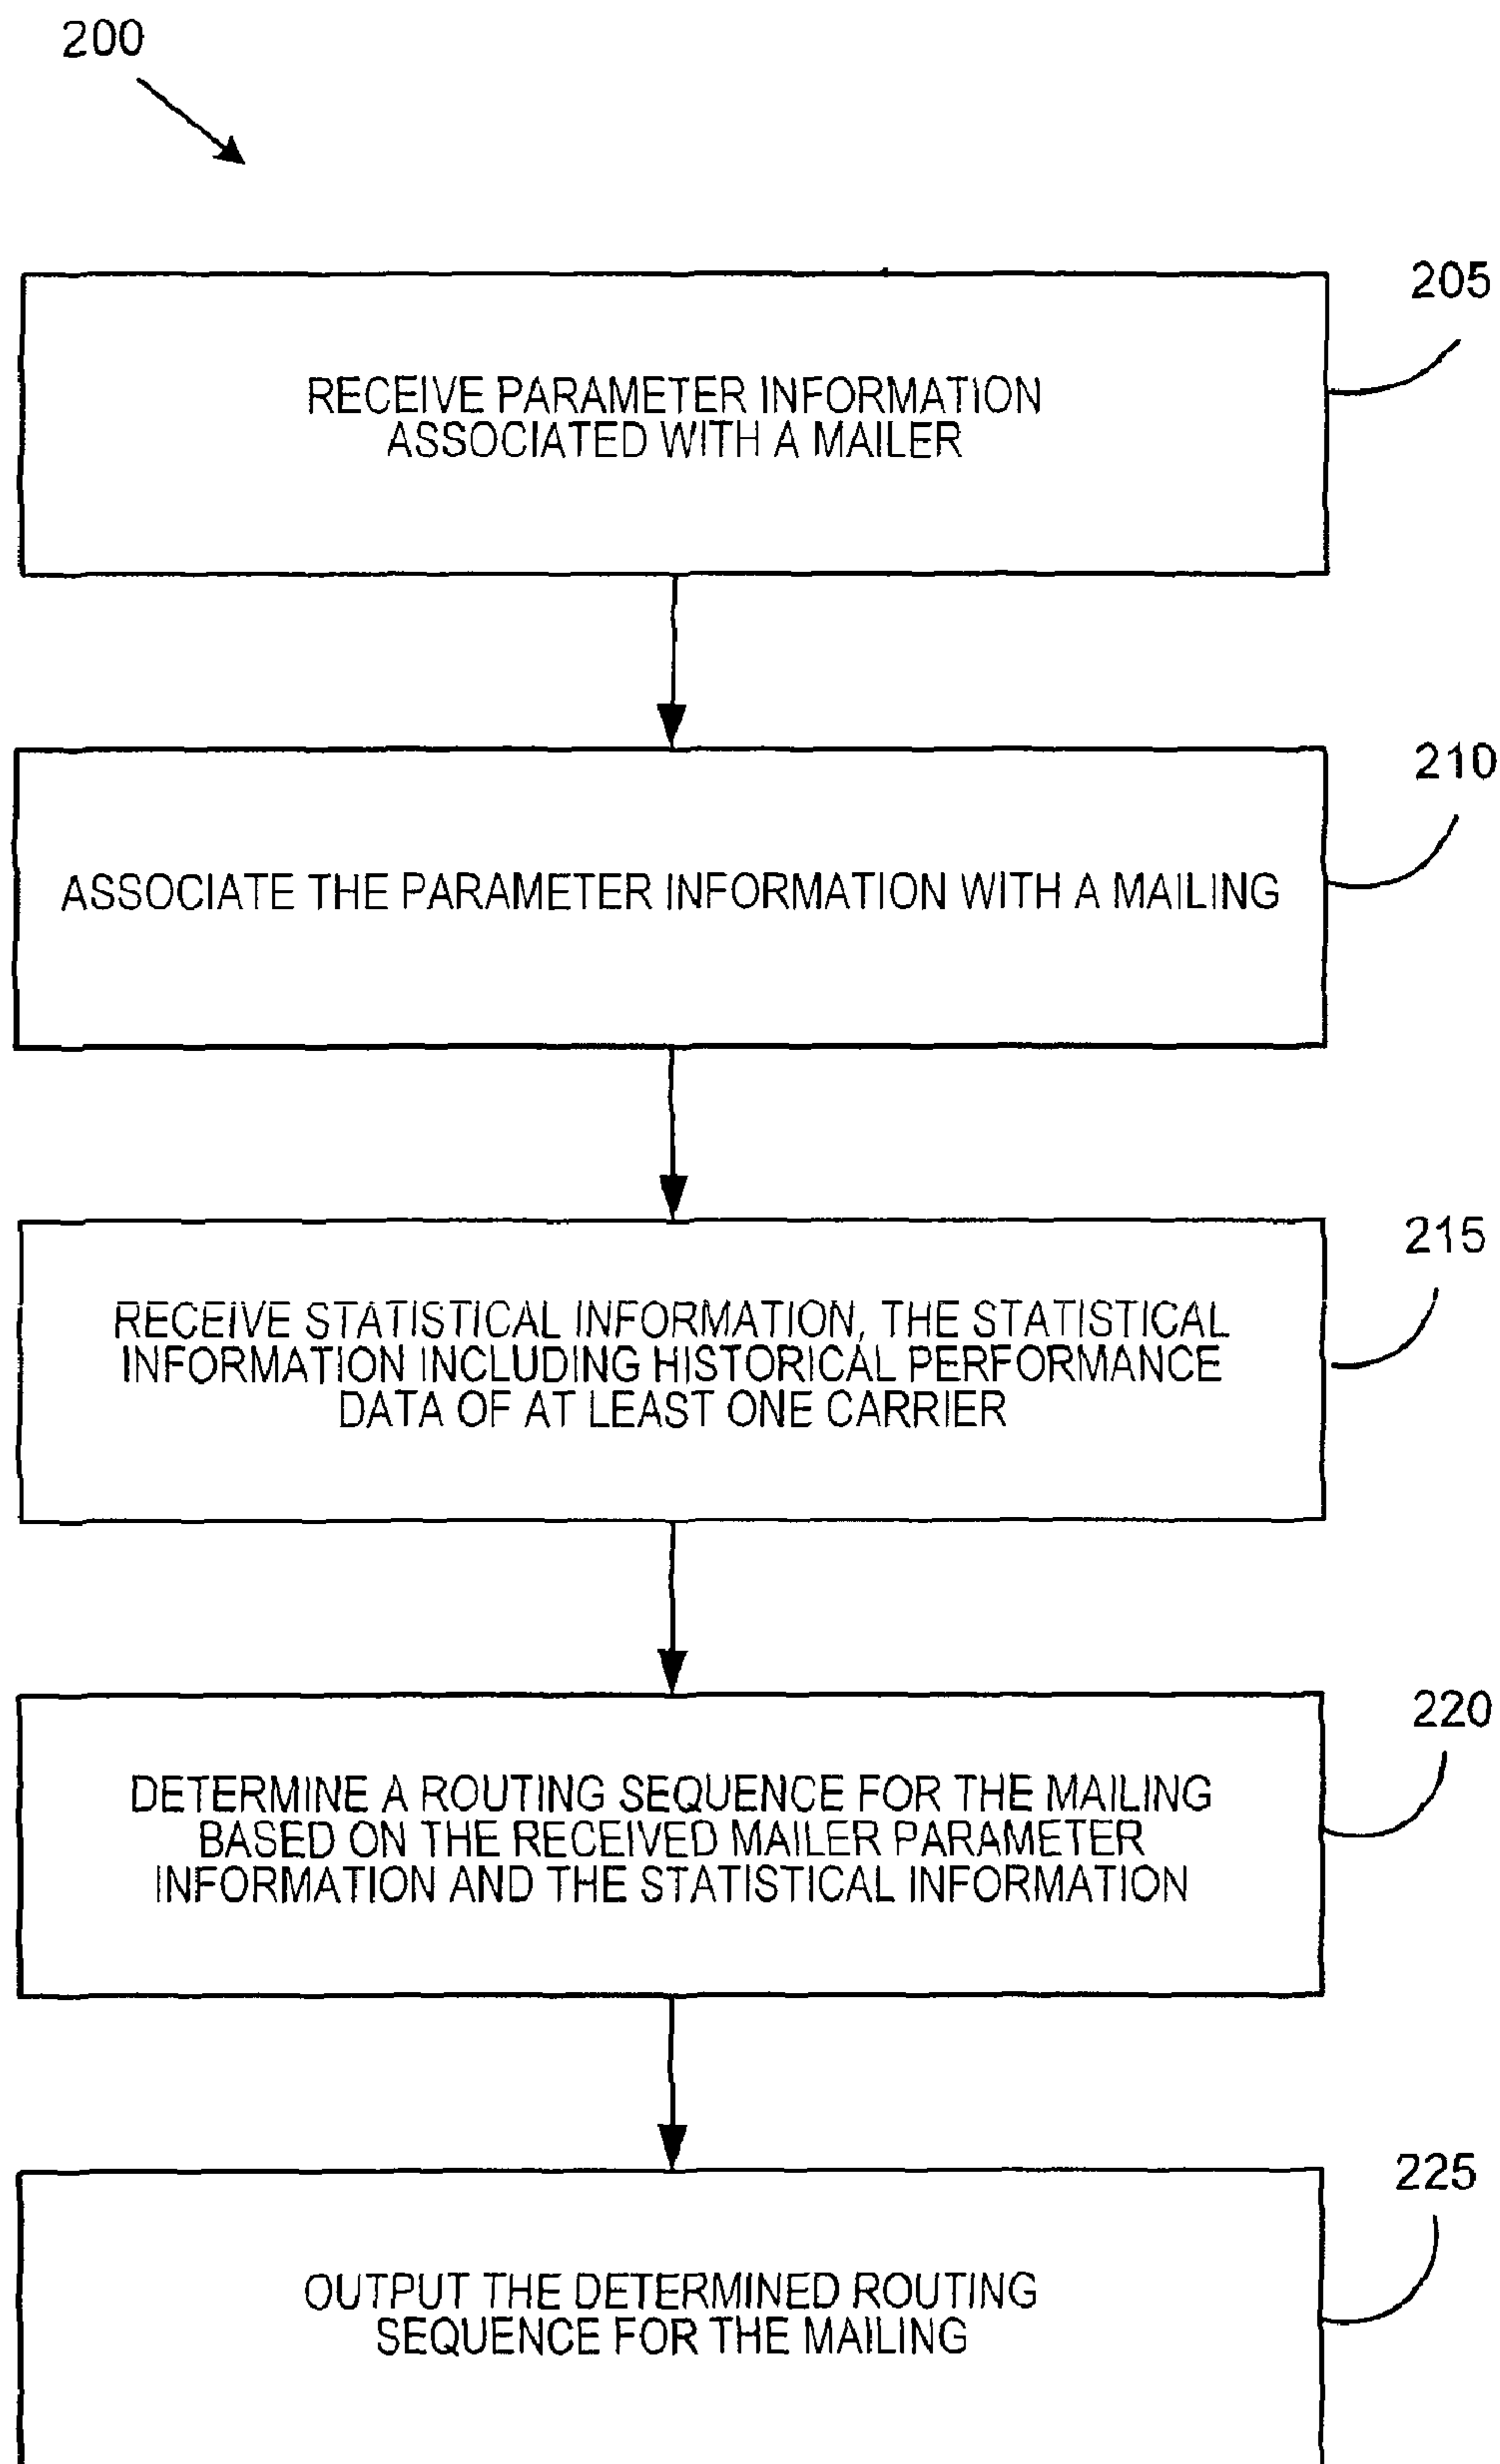 200
205
RECEIVE PARAMETER INFORMATION
ASSOCIATED WITH A MAILER
210
ASSOCIATE THE PARAMETER INFORMATION WITH A MAILING
215
RECEIVE STATISTICAL INFORMATION, THE STATISTICAL
INFORMATION INCLUDING HISTORICAL PERFORMANCE
DATA OF AT LEAST ONE CARRIER
220
DETERMINE A ROUTING SEQUENCE FOR THE MAILING
BASED ON THE RECEIVED MAILER PARAMETER
INFORMATION AND THE STATISTICAL INFORMATION
225
OUTPUT THE DETERMINED ROUTING
SEQUENCE FOR THE MAILING